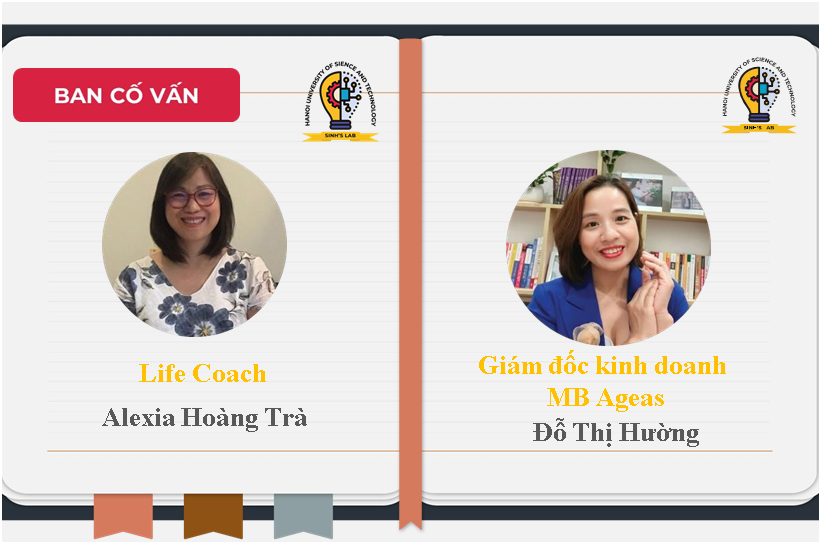 BAN CỐ VẤN
HANOI UNIVERSITY OF SIENCE AND TECHNOLOGY
SINH'S LAB
HANOI UNIVERSITY OF SCIENCE AND TECHNOLOGY
SINH'S AB
Life Coach
Alexia Hoàng Trà
Giám đốc kinh doanh
MB Ageas
Đỗ Thị Hường